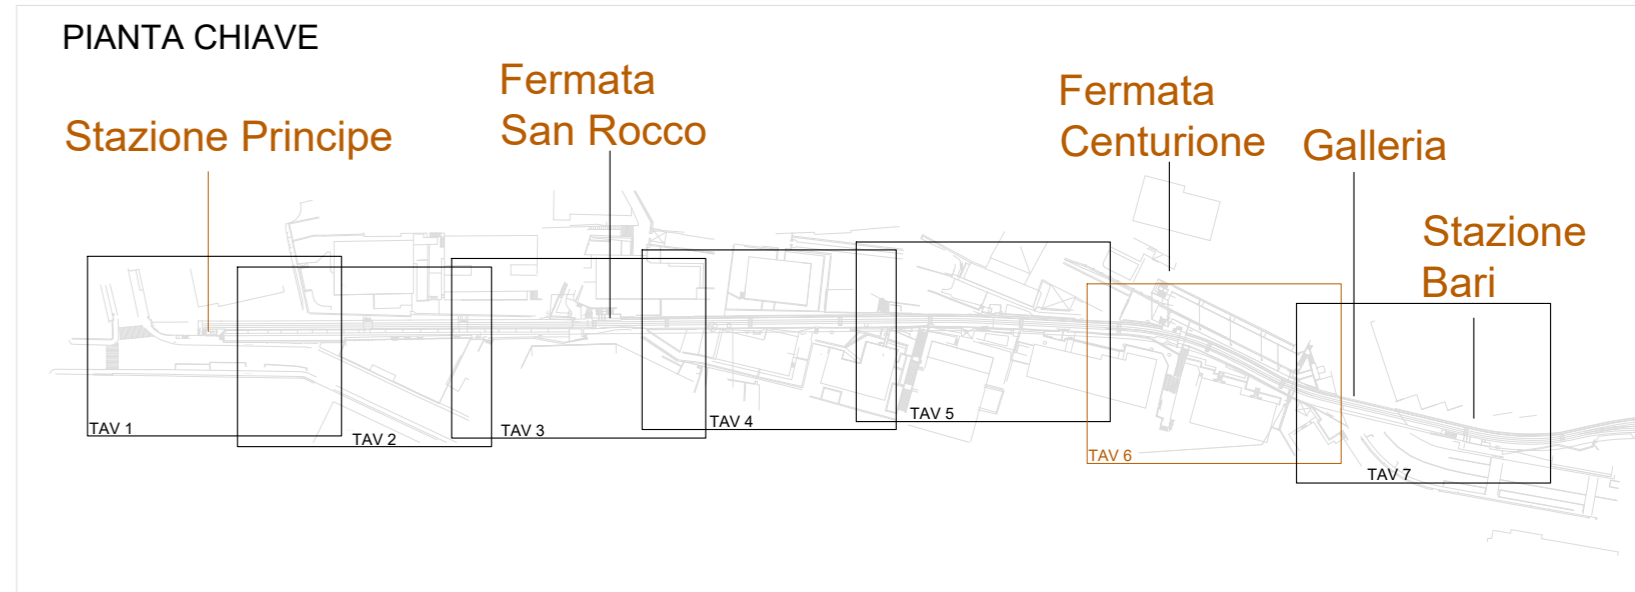 PIANTA CHIAVE
Stazione Principe
Fermata
San Rocco
Fermata
Centurione
Galleria
Stazione
Bari
TAV 1
TAV 2
TAV 3
TAV 4
TAV 5
TAV 6
TAV 7